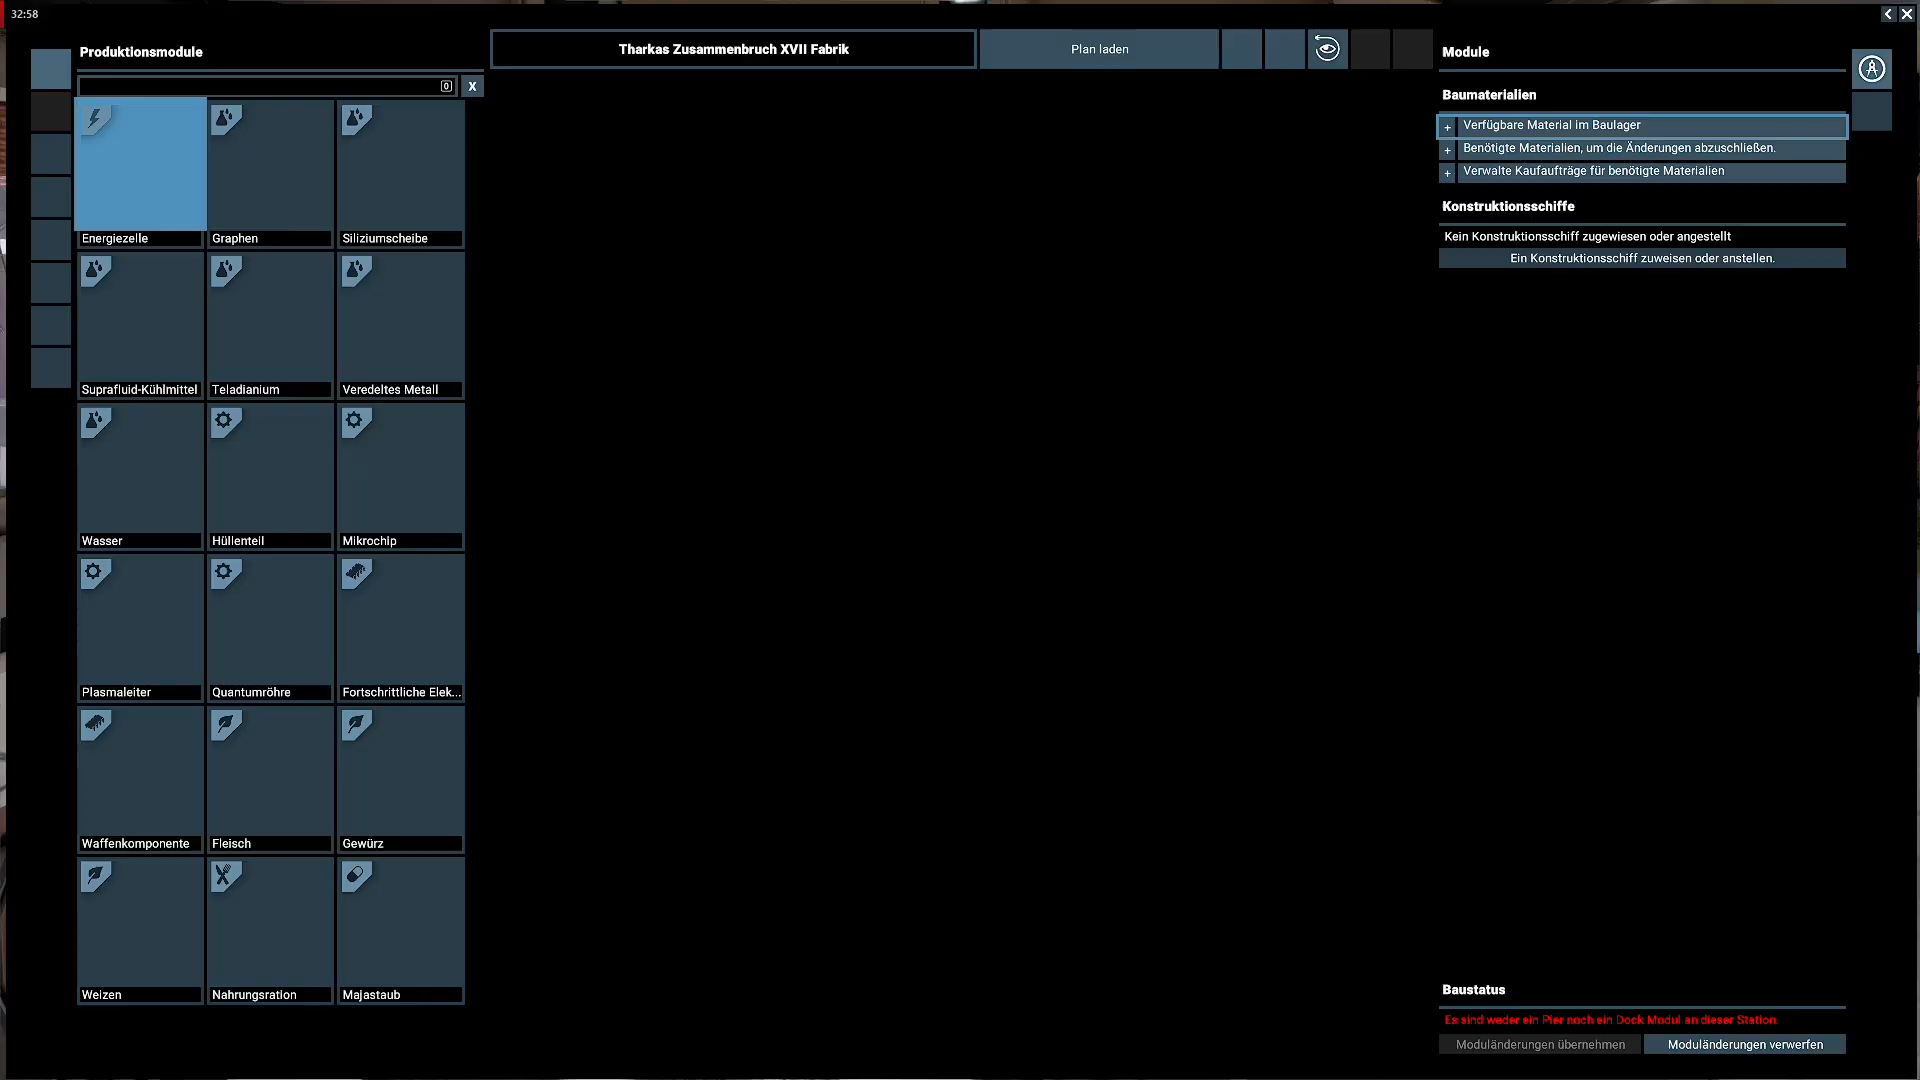 32:58
Produktionsmodule
Tharkas Zusammenbruch XVII Fabrik
Plan laden
0
X
Energiezelle
Graphen
Siliziumscheibe
Suprafluid-Kühlmittel
Teladianium
Veredeltes Metall
Wasser
Hüllenteil
Mikrochip
Plasmaleiter
Quantumröhre
Fortschrittliche Elek...
Waffenkomponente
Fleisch
Gewürz
Weizen
Nahrungsration
Majastaub
Module
Baumaterialien
+ Verfügbare Material im Baulager
+ Benötigte Materialien, um die Änderungen abzuschließen.
+ Verwalte Kaufaufträge für benötigte Materialien
Konstruktionsschiffe
Kein Konstruktionsschiff zugewiesen oder angestellt
Ein Konstruktionsschiff zuweisen oder anstellen.
Baustatus
Es sind weder ein Pier noch ein Dock Modul an dieser Station.
Moduländerungen übernehmen
Moduländerungen verwerfen